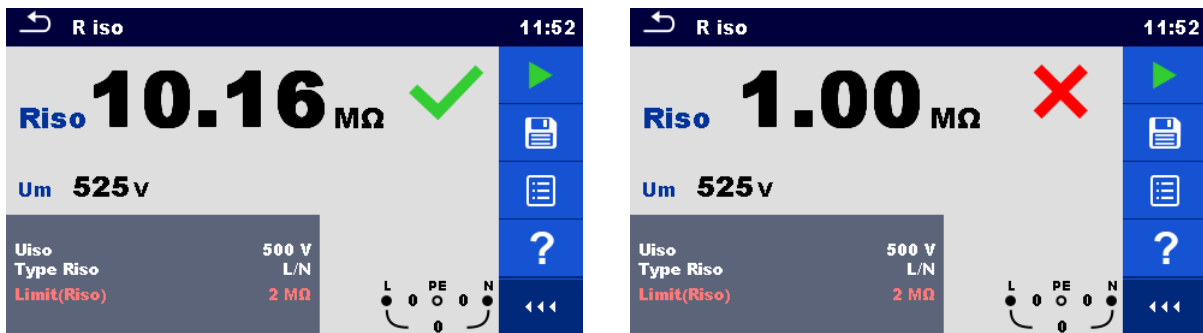 R iso 11:52
Riso 10.16 MΩ
Um 525 V
Uiso 500 V
Type Riso L/N
Limit(Riso) 2 MΩ
L PE N
0 0
0
?
R iso 11:52
Riso 1.00 MΩ
Um 525 V
Uiso 500 V
Type Riso L/N
Limit(Riso) 2 MΩ
L PE N
0 0
0
?